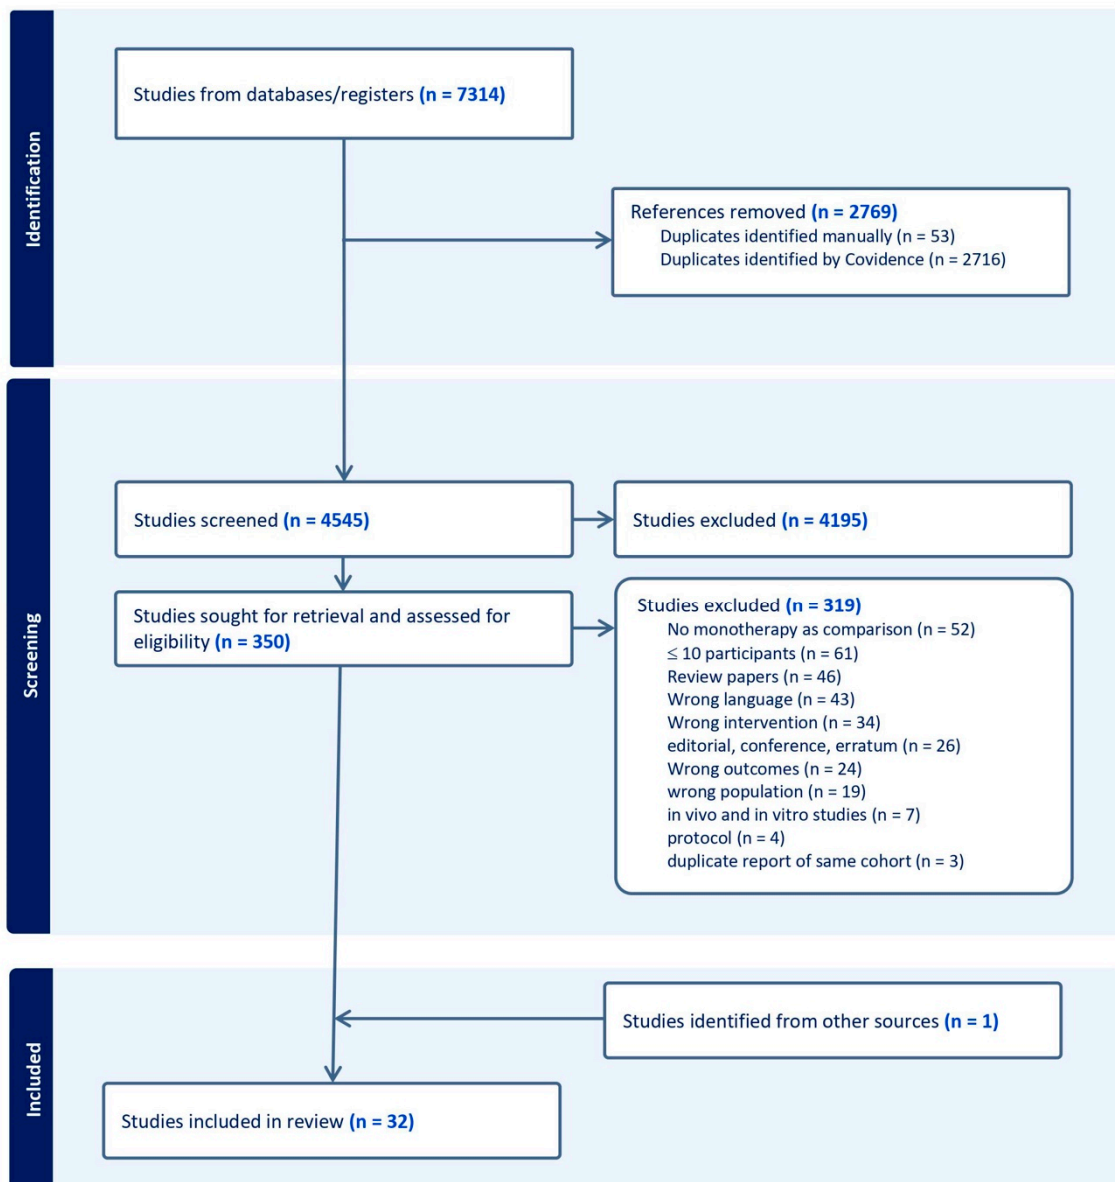 Identification
Studies from databases/registers (n = 7314)
References removed (n = 2769)
Duplicates identified manually (n = 53)
Duplicates identified by Covidence (n = 2716)
Screening
Studies screened (n = 4545)
Studies excluded (n = 4195)
Studies sought for retrieval and assessed for
eligibility (n = 350)
Studies excluded (n = 319)
No monotherapy as comparison (n = 52)
≤ 10 participants (n = 61)
Review papers (n = 46)
Wrong language (n = 43)
Wrong intervention (n = 34)
editorial, conference, erratum (n = 26)
Wrong outcomes (n = 24)
wrong population (n = 19)
in vivo and in vitro studies (n = 7)
protocol (n = 4)
duplicate report of same cohort (n = 3)
Included
Studies identified from other sources (n = 1)
Studies included in review (n = 32)